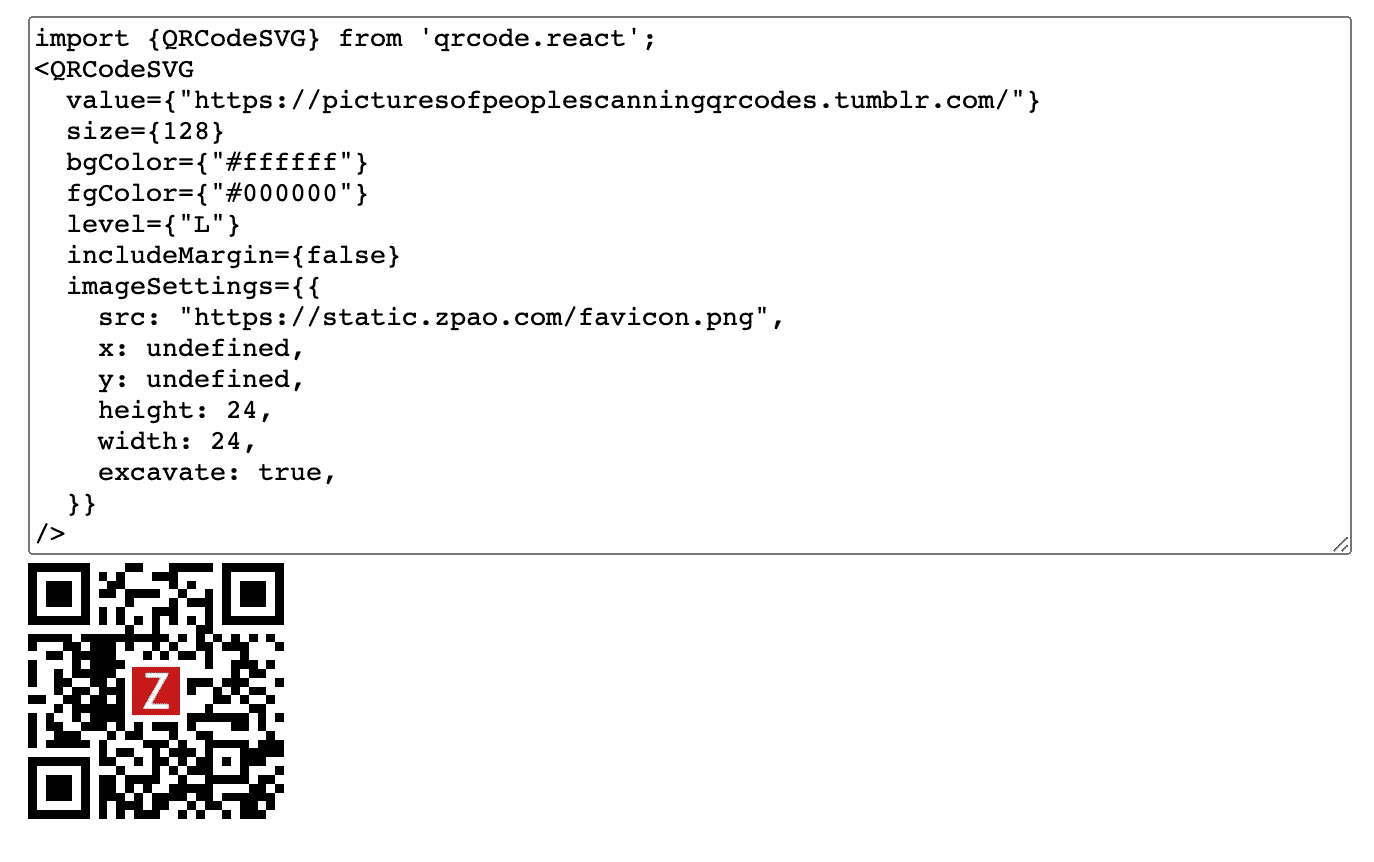 import {QRCodeSVG} from 'qrcode.react';
<QRCodeSVG
  value={"https://picturesofpeoplescanningqrcodes.tumblr.com/"}
  size={128}
  bgColor={"#ffffff"}
  fgColor={"#000000"}
  level={"L"}
  includeMargin={false}
  imageSettings={{
    src: "https://static.zpao.com/favicon.png",
    x: undefined,
    y: undefined,
    height: 24,
    width: 24,
    excavate: true,
  }}
/>
Z